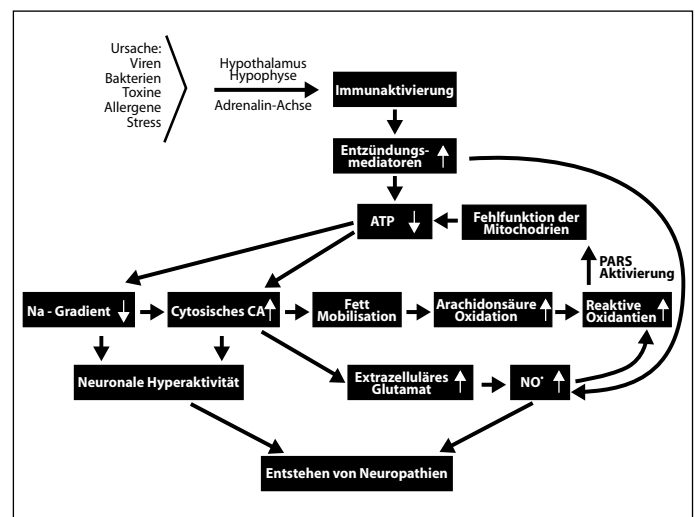 Ursache:
Viren
Bakterien
Toxine
Allergene
Stress
Hypothalamus
Hypophyse
Adrenalin-Achse
Immunaktivierung
Entzündungs-
mediatoren
ATP
Fehlfunktion der
Mitochodrien
PARS
Aktivierung
Na - Gradient
Cytosisches CA
Fett
Mobilisation
Arachidonsäure
Oxidation
Reaktive
Oxidantien
Neuronale Hyperaktivität
Extrazelluläres
Glutamat
NO•
Entstehen von Neuropathien